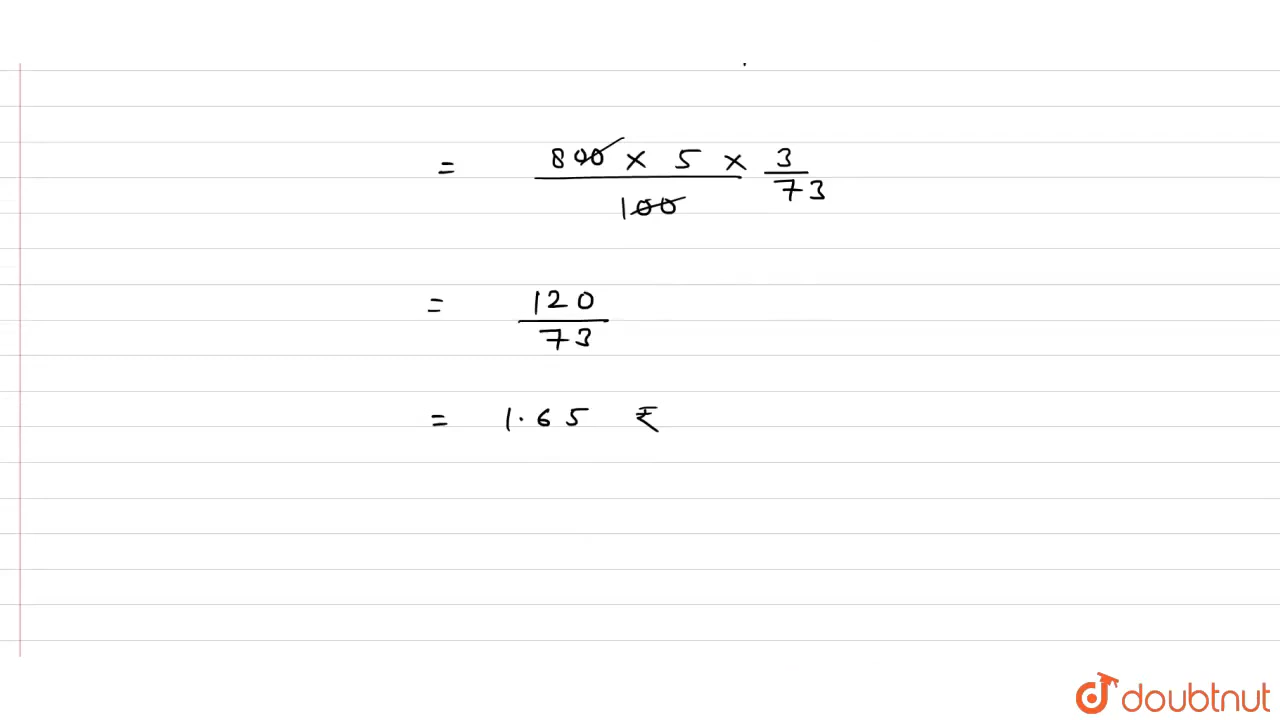 = 800 × 5 × 3
100 73
= 120
73
= 1.65 ₹
doubtnut